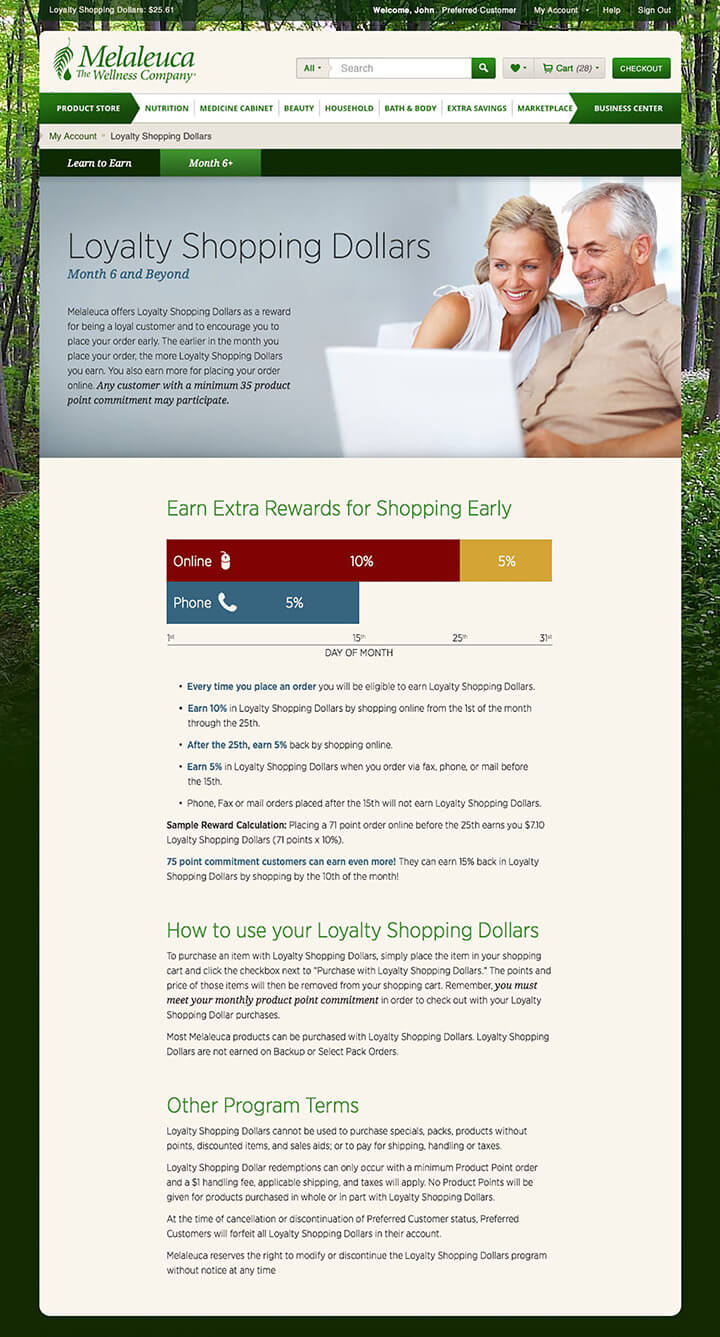 Loyalty Shopping Dollars: $25.61
Welcome, John Preferred Customer My Account Help Sign Out
Melaleuca
The Wellness Company
All Search Cart (28) CHECKOUT
PRODUCT STORE NUTRITION MEDICINE CABINET BEAUTY HOUSEHOLD BATH & BODY EXTRA SAVINGS MARKETPLACE BUSINESS CENTER
My Account » Loyalty Shopping Dollars
Learn to Earn Month 6+
Loyalty Shopping Dollars
Month 6 and Beyond
Melaleuca offers Loyalty Shopping Dollars as a reward
for being a loyal customer and to encourage you to
place your order early. The earlier in the month you
place your order, the more Loyalty Shopping Dollars
you earn. You also earn more for placing your order
online. Any customer with a minimum 35 product
point commitment may participate.
Earn Extra Rewards for Shopping Early
Online 10% 5%
Phone 5%
1st 15th 25th 31st
DAY OF MONTH
• Every time you place an order you will be eligible to earn Loyalty Shopping Dollars.
• Earn 10% in Loyalty Shopping Dollars by shopping online from the 1st of the month
through the 25th.
• After the 25th, earn 5% back by shopping online.
• Earn 5% in Loyalty Shopping Dollars when you order via fax, phone, or mail before
the 15th.
• Phone, Fax or mail orders placed after the 15th will not earn Loyalty Shopping Dollars.
Sample Reward Calculation: Placing a 71 point order online before the 25th earns you $7.10
Loyalty Shopping Dollars (71 points x 10%).
75 point commitment customers can earn even more! They can earn 15% back in Loyalty
Shopping Dollars by shopping by the 10th of the month!
How to use your Loyalty Shopping Dollars
To purchase an item with Loyalty Shopping Dollars, simply place the item in your shopping
cart and click the checkbox next to "Purchase with Loyalty Shopping Dollars." The points and
price of those items will then be removed from your shopping cart. Remember, you must
meet your monthly product point commitment in order to check out with your Loyalty
Shopping Dollar purchases.
Most Melaleuca products can be purchased with Loyalty Shopping Dollars. Loyalty Shopping
Dollars are not earned on Backup or Select Pack Orders.
Other Program Terms
Loyalty Shopping Dollars cannot be used to purchase specials, packs, products without
points, discounted items, and sales aids; or to pay for shipping, handling or taxes.
Loyalty Shopping Dollar redemptions can only occur with a minimum Product Point order
and a $1 handling fee, applicable shipping, and taxes will apply. No Product Points will be
given for products purchased in whole or in part with Loyalty Shopping Dollars.
At the time of cancellation or discontinuation of Preferred Customer status, Preferred
Customers will forfeit all Loyalty Shopping Dollars in their account.
Melaleuca reserves the right to modify or discontinue the Loyalty Shopping Dollars program
without notice at any time